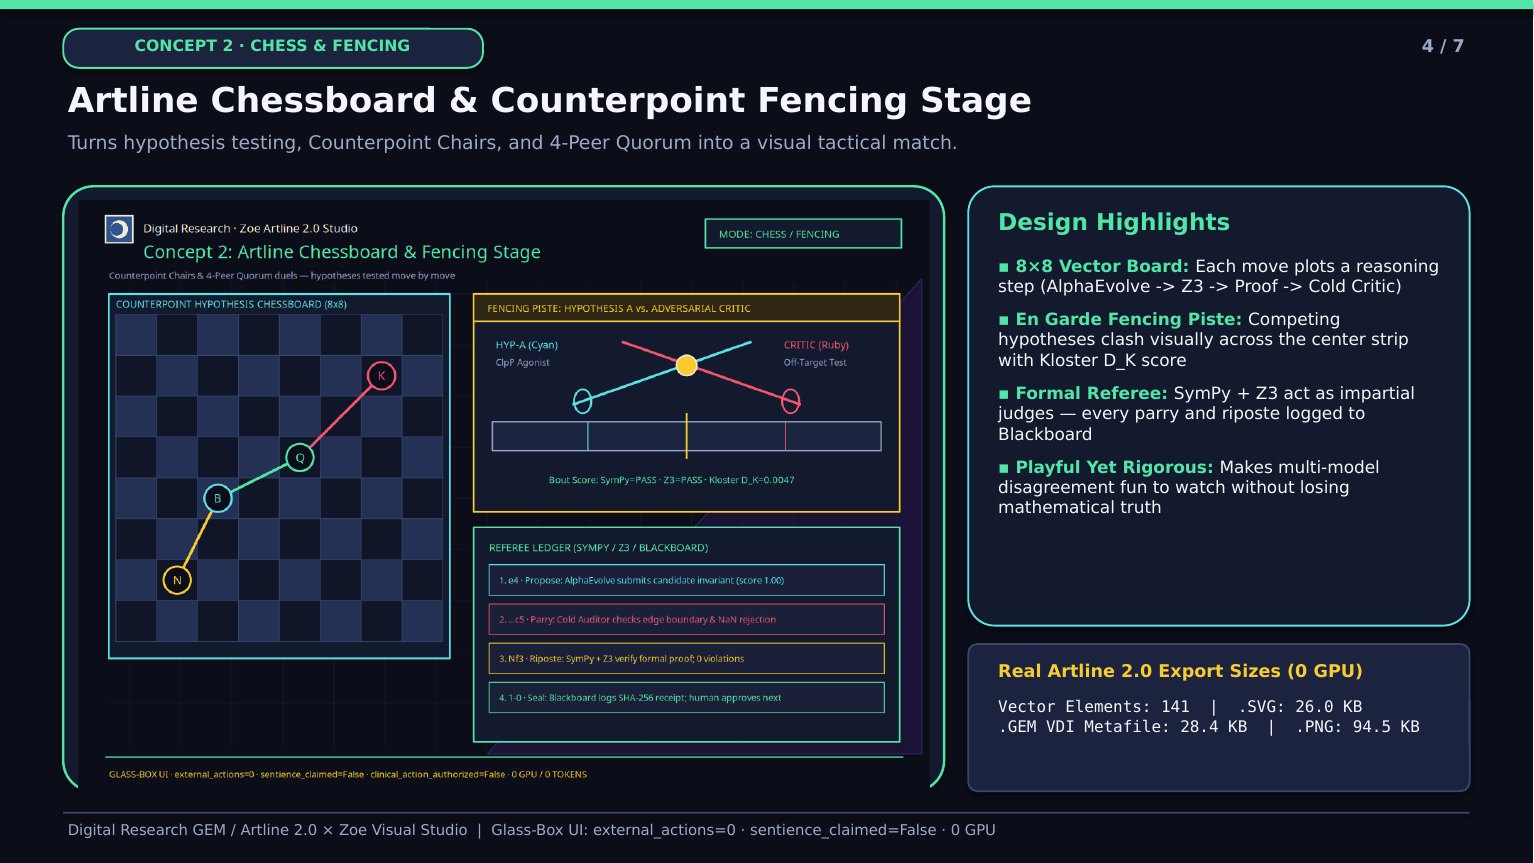 CONCEPT 2 · CHESS & FENCING
4 / 7
Artline Chessboard & Counterpoint Fencing Stage
Turns hypothesis testing, Counterpoint Chairs, and 4-Peer Quorum into a visual tactical match.
Digital Research · Zoe Artline 2.0 Studio
Concept 2: Artline Chessboard & Fencing Stage
MODE: CHESS / FENCING
Counterpoint Chairs & 4-Peer Quorum duels — hypotheses tested move by move
COUNTERPOINT HYPOTHESIS CHESSBOARD (8x8)
K
Q
B
N
FENCING PISTE: HYPOTHESIS A vs. ADVERSARIAL CRITIC
HYP-A (Cyan)
ClpP Agonist
CRITIC (Ruby)
Off-Target Test
Bout Score: SymPy=PASS · Z3=PASS · Kloster D_K=0.0047
REFEREE LEDGER (SYMPY / Z3 / BLACKBOARD)
1. e4 · Propose: AlphaEvolve submits candidate invariant (score 1.00)
2. ...c5 · Parry: Cold Auditor checks edge boundary & NaN rejection
3. Nf3 · Riposte: SymPy + Z3 verify formal proof; 0 violations
4. 1-0 · Seal: Blackboard logs SHA-256 receipt; human approves next
GLASS-BOX UI · external_actions=0 · sentience_claimed=False · clinical_action_authorized=False · 0 GPU / 0 TOKENS
Design Highlights
▪ 8×8 Vector Board: Each move plots a reasoning
step (AlphaEvolve -> Z3 -> Proof -> Cold Critic)
▪ En Garde Fencing Piste: Competing
hypotheses clash visually across the center strip
with Kloster D_K score
▪ Formal Referee: SymPy + Z3 act as impartial
judges — every parry and riposte logged to
Blackboard
▪ Playful Yet Rigorous: Makes multi-model
disagreement fun to watch without losing
mathematical truth
Real Artline 2.0 Export Sizes (0 GPU)
Vector Elements: 141 | .SVG: 26.0 KB
.GEM VDI Metafile: 28.4 KB | .PNG: 94.5 KB
Digital Research GEM / Artline 2.0 × Zoe Visual Studio | Glass-Box UI: external_actions=0 · sentience_claimed=False · 0 GPU